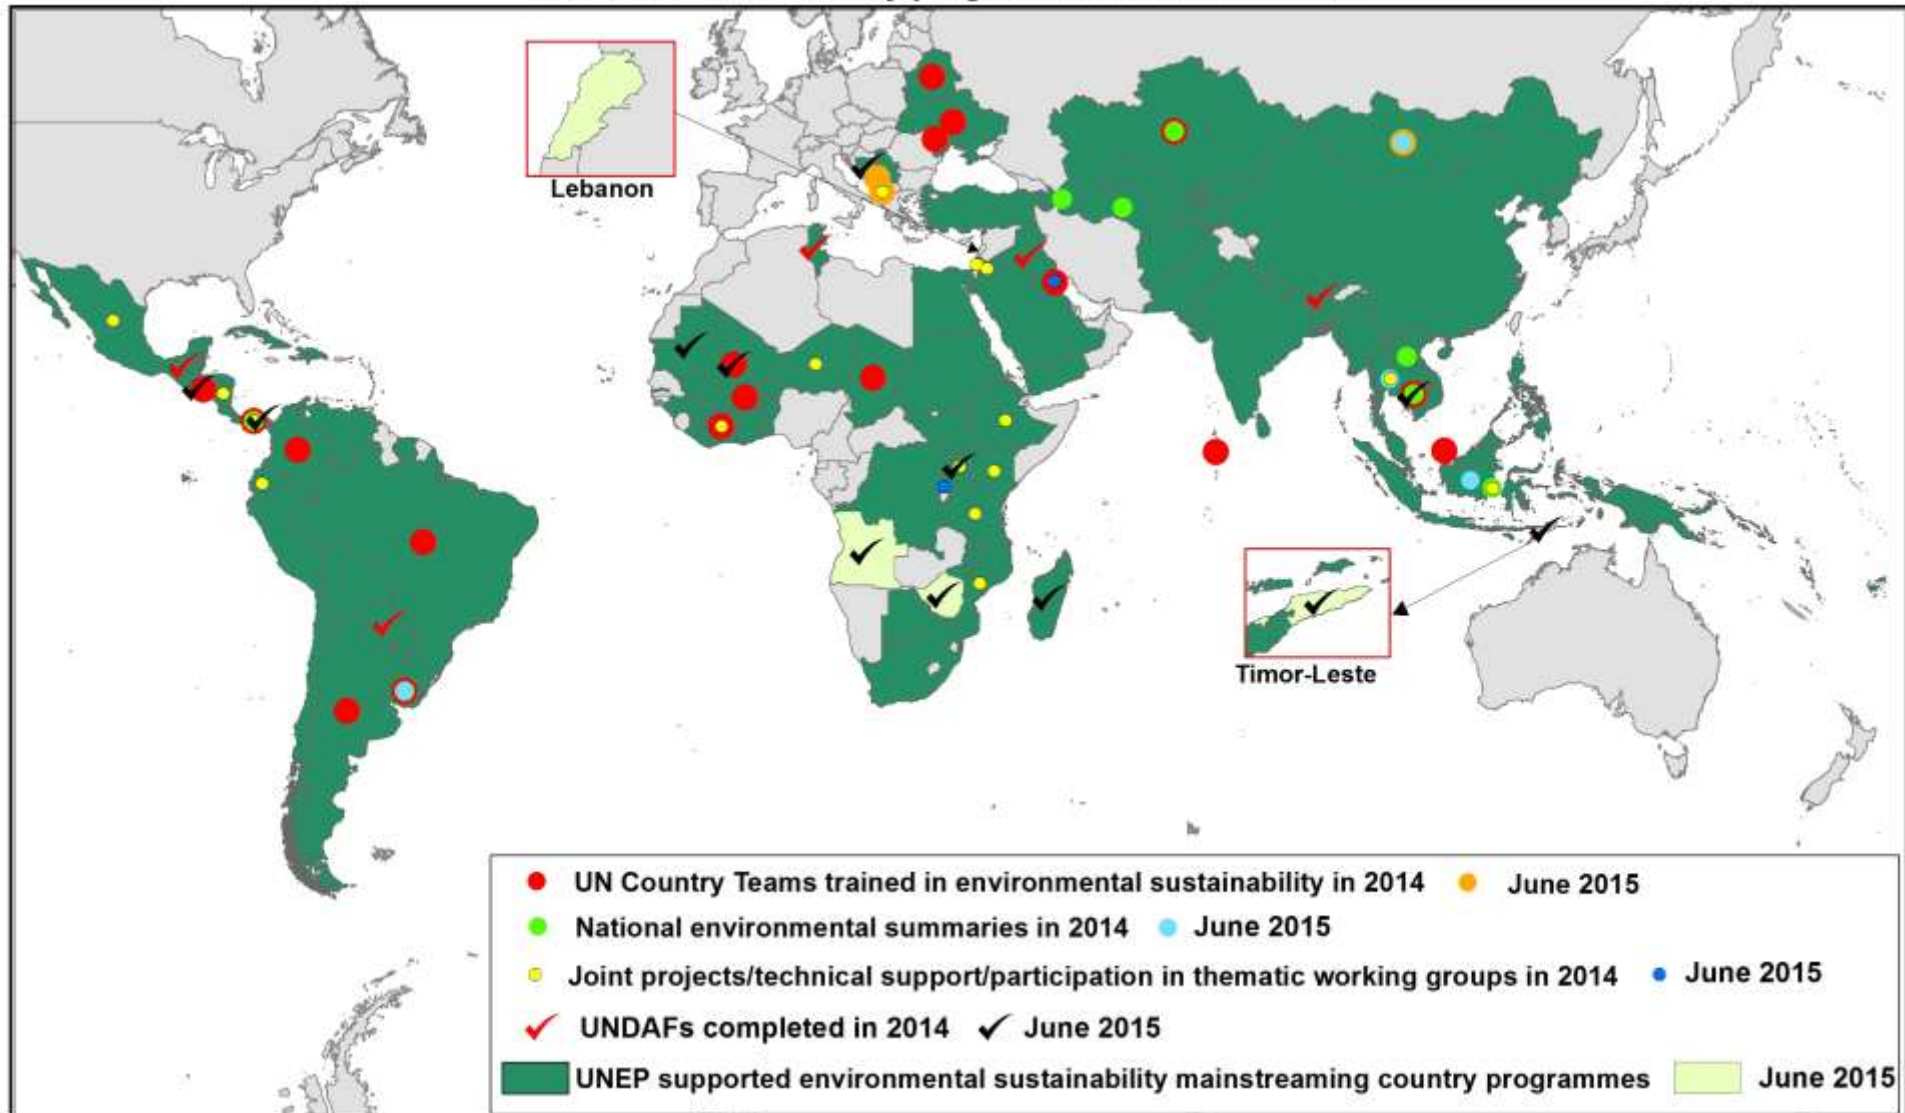 Lebanon
Timor-Leste
UN Country Teams trained in environmental sustainability in 2014 June 2015
National environmental summaries in 2014 June 2015
Joint projects/technical support/participation in thematic working groups in 2014 June 2015
UNDAFs completed in 2014 June 2015
UNEP supported environmental sustainability mainstreaming country programmes June 2015